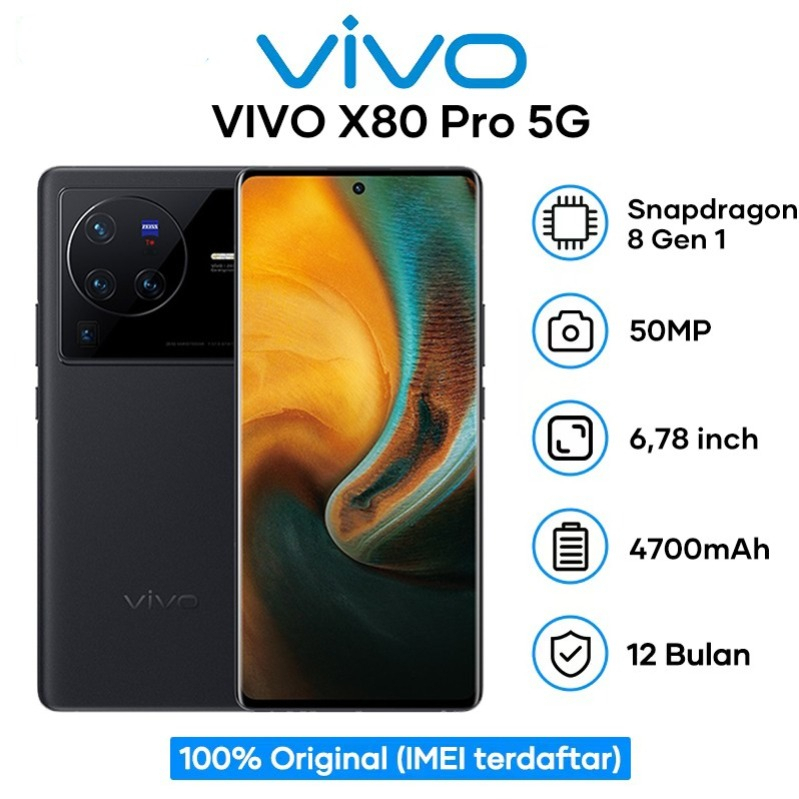 vivo
VIVO X80 Pro 5G
ZEISS
T*
Snapdragon
8 Gen 1
50MP
6,78 inch
4700mAh
12 Bulan
vivo
100% Original (IMEI terdaftar)